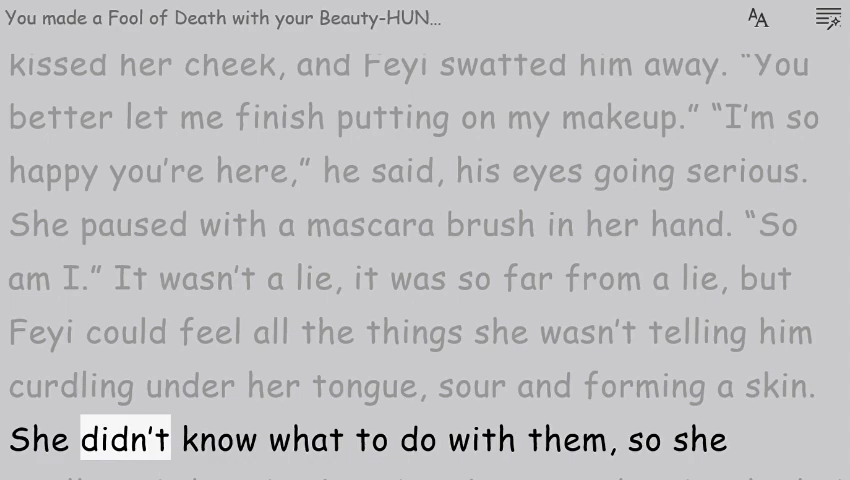 You made a Fool of Death with your Beauty-HUN...
kissed her cheek, and Feyi swatted him away. “You
better let me finish putting on my makeup.” “I’m so
happy you’re here,” he said, his eyes going serious.
She paused with a mascara brush in her hand. “So
am I.” It wasn’t a lie, it was so far from a lie, but
Feyi could feel all the things she wasn’t telling him
curdling under her tongue, sour and forming a skin.
She didn’t know what to do with them, so she